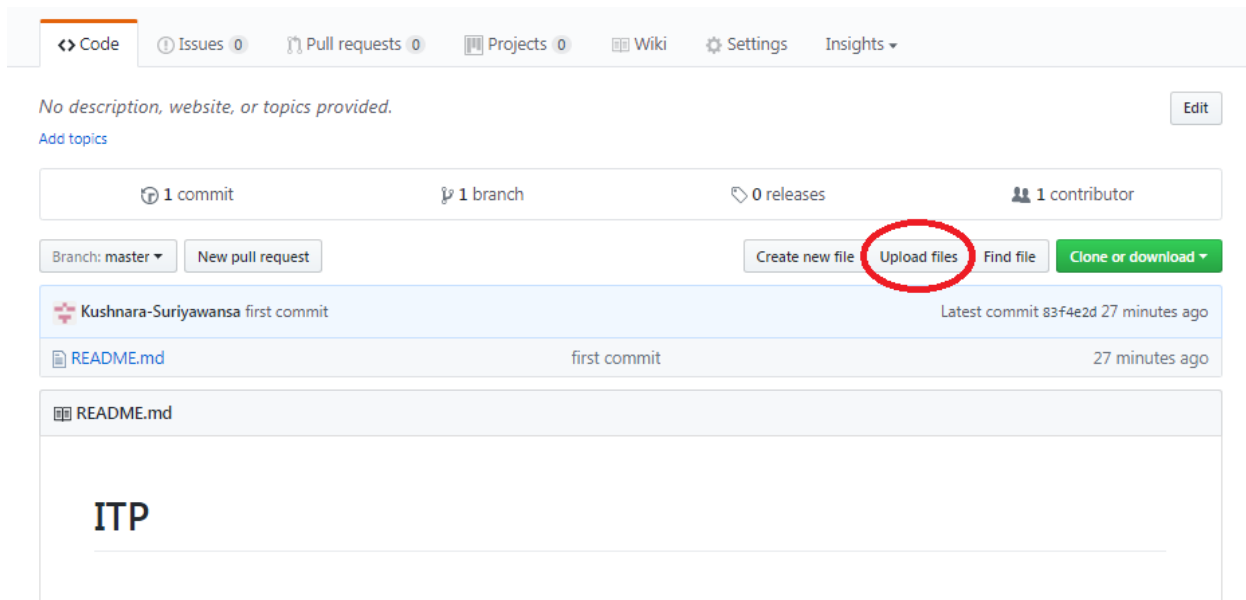 Code Issues 0 Pull requests 0 Projects 0 Wiki Settings Insights
No description, website, or topics provided. Edit
Add topics
1 commit 1 branch 0 releases 1 contributor
Branch: master New pull request Create new file Upload files Find file Clone or download
Kushnara-Suriyawansa first commit Latest commit 83f4e2d 27 minutes ago
README.md first commit 27 minutes ago
README.md
ITP